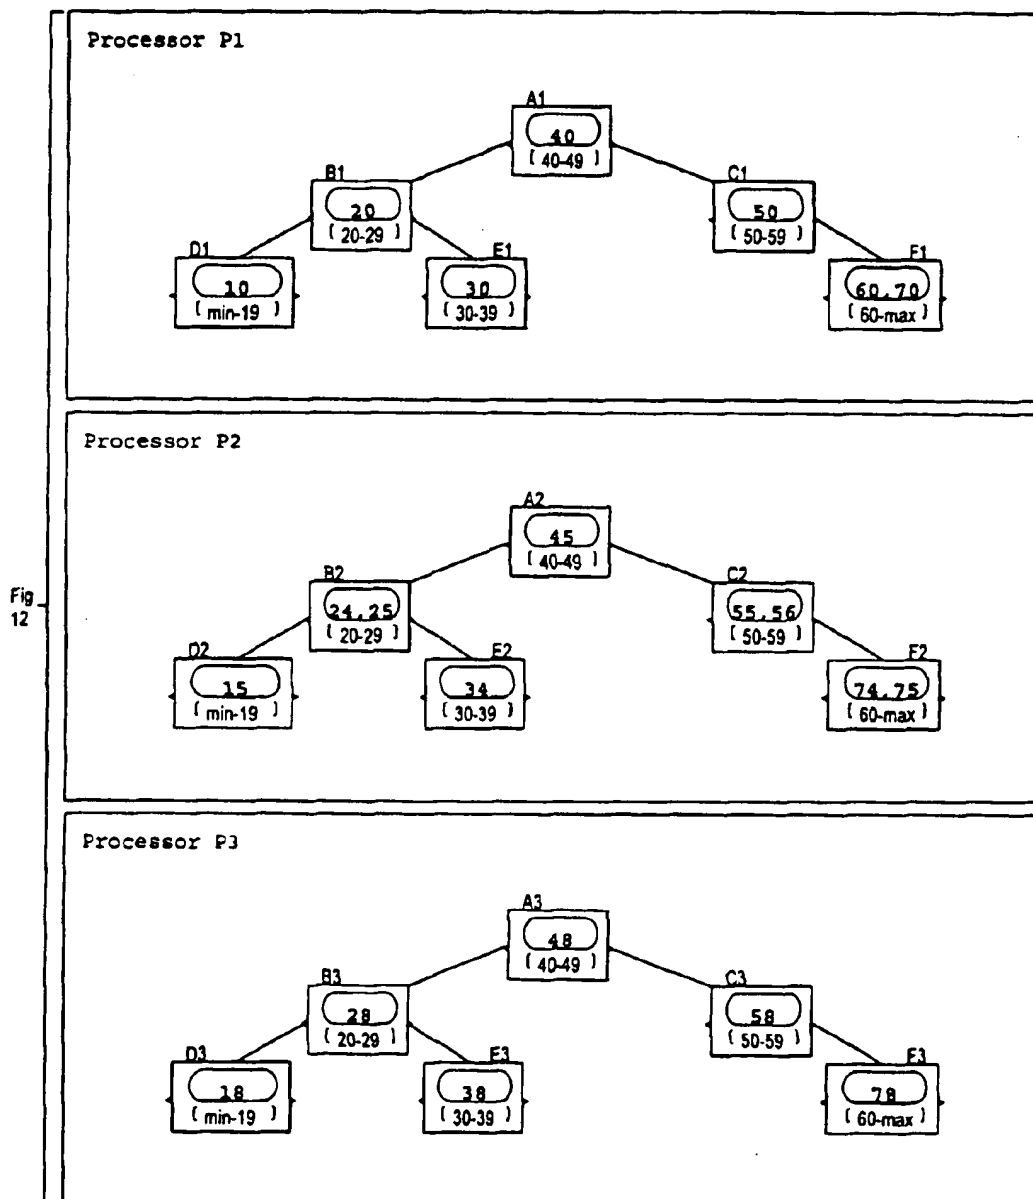 Processor P1
A1
40
( 40-49 )
B1
20
( 20-29 )
C1
50
( 50-59 )
D1
10
( min-19 )
E1
30
( 30-39 )
F1
60,70
( 60-max )
Processor P2
A2
45
( 40-49 )
Fig
12
B2
24,25
( 20-29 )
C2
55,56
( 50-59 )
D2
15
( min-19 )
E2
34
( 30-39 )
F2
74,75
( 60-max )
Processor P3
A3
48
( 40-49 )
B3
28
( 20-29 )
C3
58
( 50-59 )
D3
18
( min-19 )
E3
38
( 30-39 )
F3
78
( 60-max )